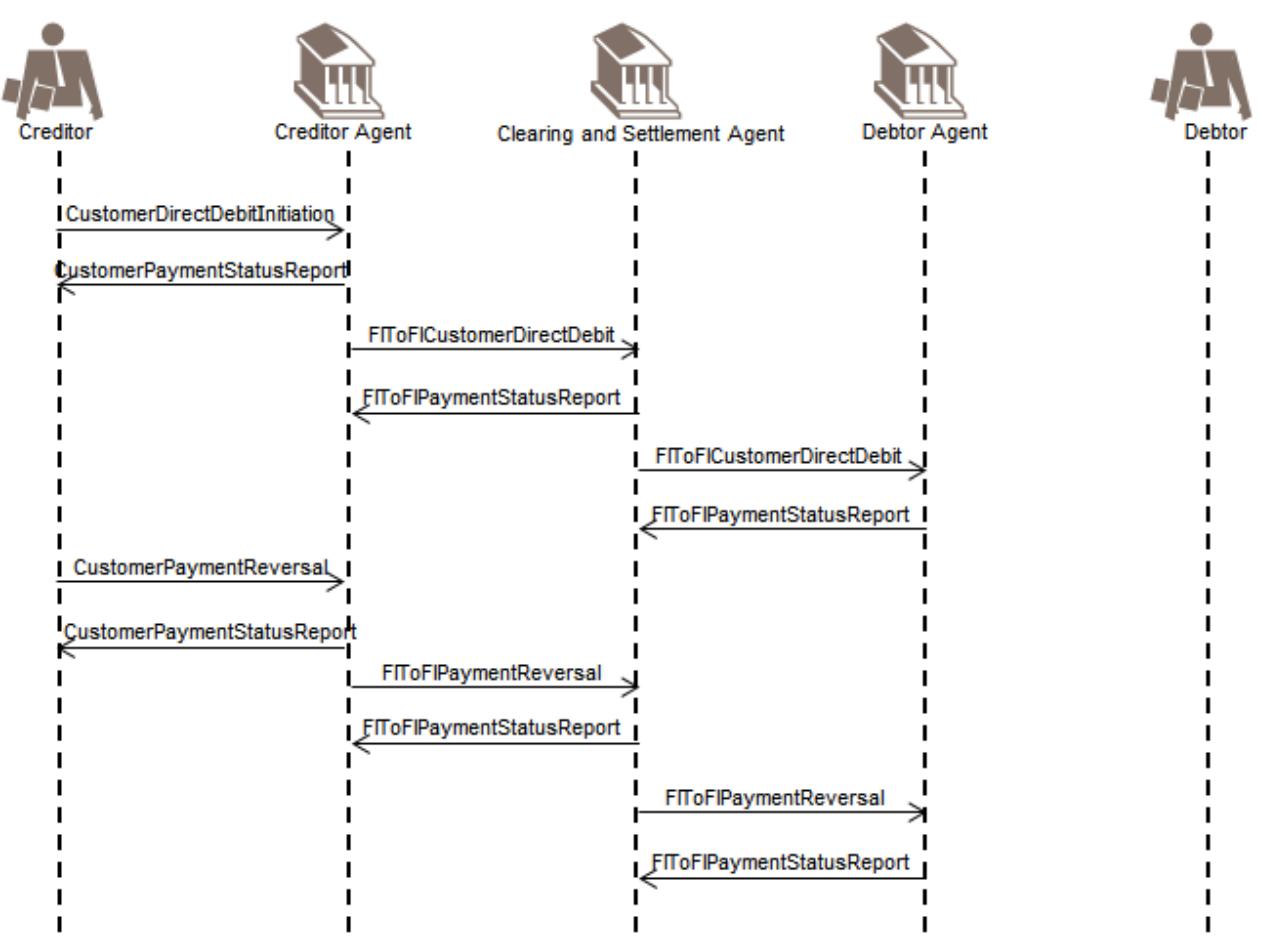 Creditor
Creditor Agent
Clearing and Settlement Agent
Debtor Agent
Debtor
CustomerDirectDebitInitiation
CustomerPaymentStatusReport
FIToFICustomerDirectDebit
FIToFIPaymentStatusReport
FIToFICustomerDirectDebit
FIToFIPaymentStatusReport
CustomerPaymentReversal
CustomerPaymentStatusReport
FIToFIPaymentReversal
FIToFIPaymentStatusReport
FIToFIPaymentReversal
FIToFIPaymentStatusReport